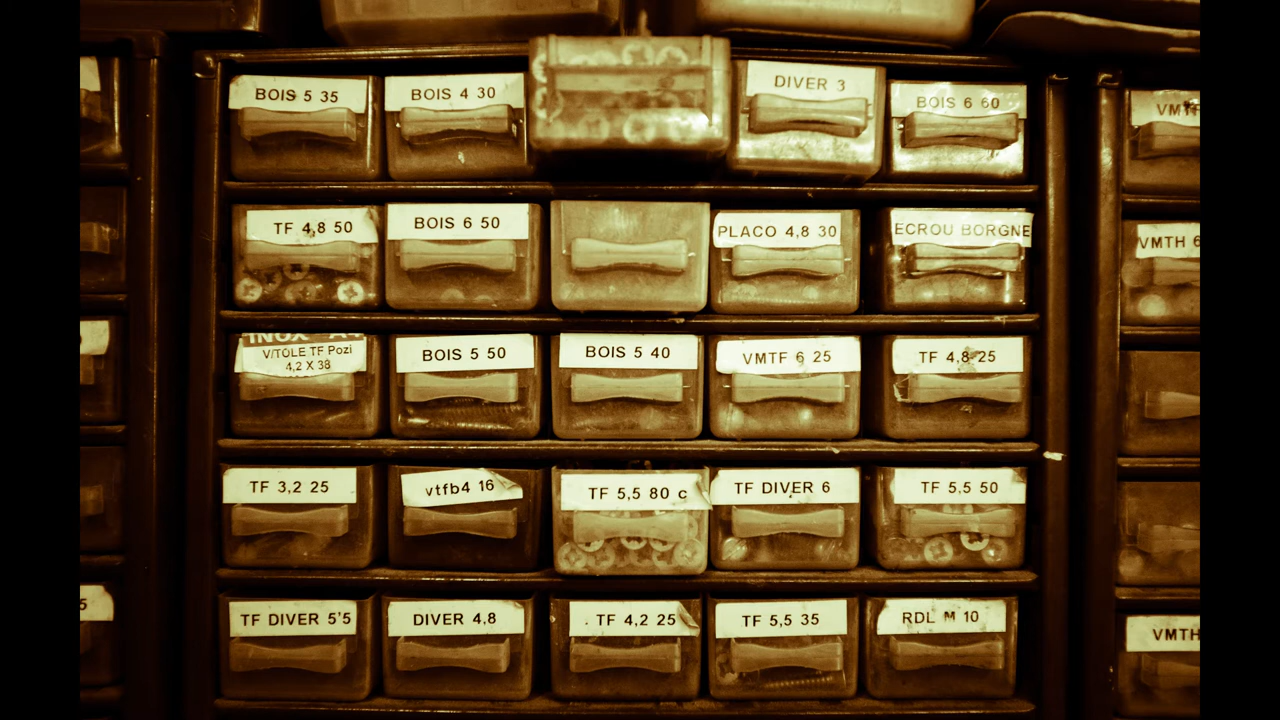 BOIS 5 35
BOIS 4 30
DIVER 3
BOIS 6 60
TF 4,8 50
BOIS 6 50
PLACO 4,8 30
ECROU BORGNE
VMTH 6
INOX
V/TOLE TF Pozi
4,2 X 38
BOIS 5 50
BOIS 5 40
VMTF 6 25
TF 4,8 25
TF 3,2 25
vtfb4 16
TF 5,5 80 c
TF DIVER 6
TF 5,5 50
5
TF DIVER 5'5
DIVER 4,8
TF 4,2 25
TF 5,5 35
RDL M 10
VMTH